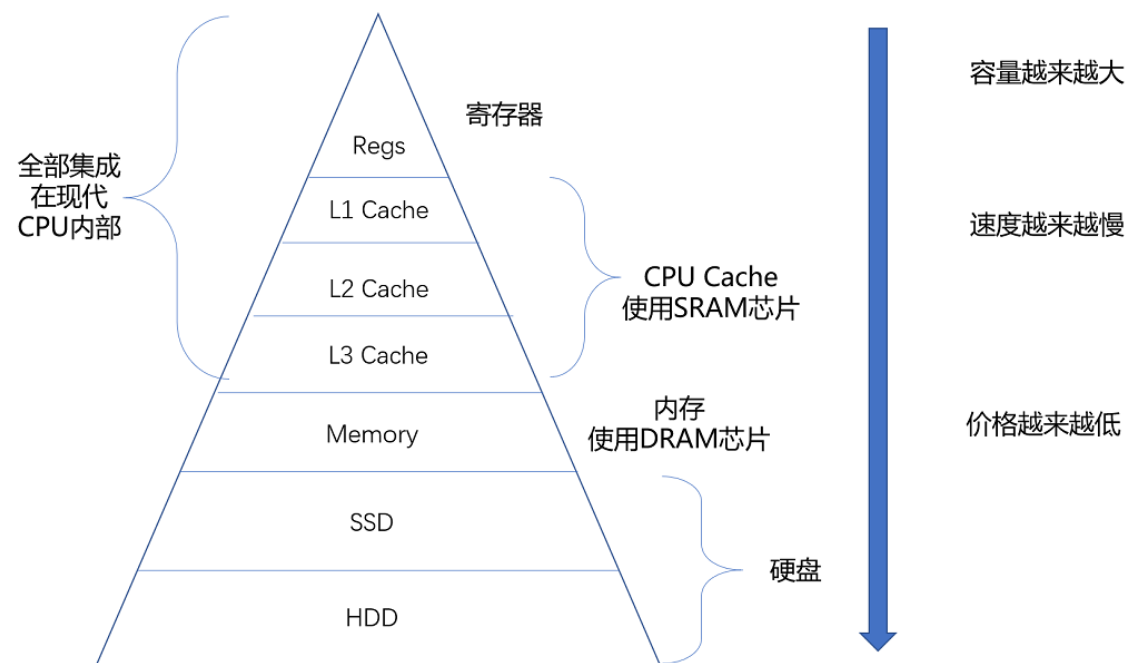 容量越来越大
寄存器
Regs
全部集成
在现代
CPU内部
L1 Cache
速度越来越慢
CPU Cache
使用SRAM芯片
L2 Cache
L3 Cache
内存
使用DRAM芯片
价格越来越低
Memory
SSD
硬盘
HDD